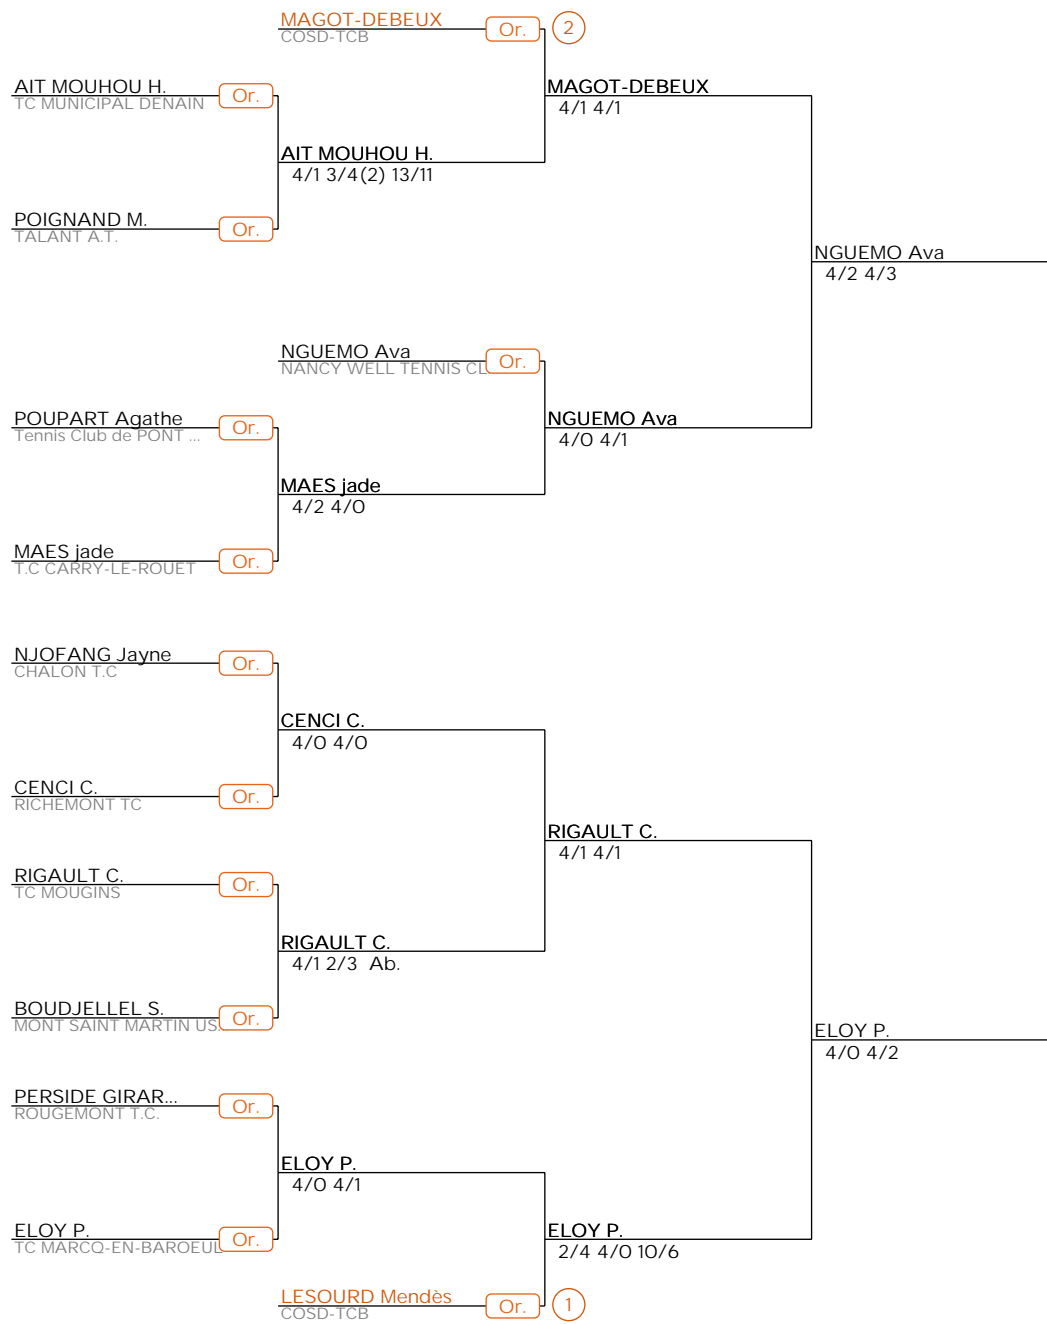 MAGOT-DEBEUX
COSD-TCB
Or.
2
AIT MOUHOU H.
TC MUNICIPAL DENAIN
Or.
MAGOT-DEBEUX
4/1 4/1
AIT MOUHOU H.
4/1 3/4(2) 13/11
POIGNAND M.
TALANT A.T.
Or.
NGUEMO Ava
4/2 4/3
NGUEMO Ava
NANCY WELL TENNIS CL
Or.
POUPART Agathe
Tennis Club de PONT ...
Or.
NGUEMO Ava
4/0 4/1
MAES jade
4/2 4/0
MAES jade
T.C CARRY-LE-ROUET
Or.
NJOFANG Jayne
CHALON T.C
Or.
CENCI C.
4/0 4/0
CENCI C.
RICHEMONT TC
Or.
RIGAULT C.
4/1 4/1
RIGAULT C.
TC MOUGINS
Or.
RIGAULT C.
4/1 2/3 Ab.
BOUDJELLEL S.
MONT SAINT MARTIN US...
Or.
ELOY P.
4/0 4/2
PERSIDE GIRAR...
ROUGEMONT T.C.
Or.
ELOY P.
4/0 4/1
ELOY P.
TC MARCQ-EN-BAROEUL
Or.
ELOY P.
2/4 4/0 10/6
LESOURD Mendès
COSD-TCB
Or.
1